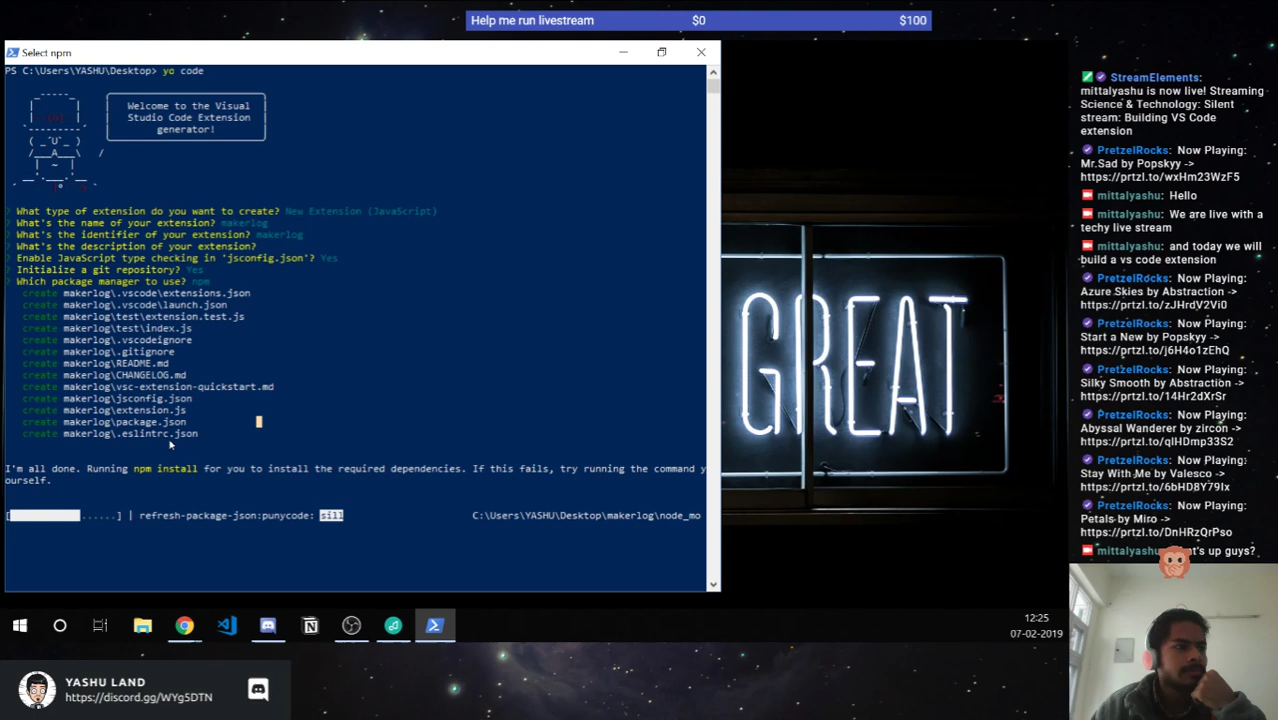 Help me run livestream $0 $100
Select npm
PS C:\Users\YASHU\Desktop> yo code
Welcome to the Visual
Studio Code Extension
generator!
? What type of extension do you want to create? New Extension (JavaScript)
? What's the name of your extension? makerlog
? What's the identifier of your extension? makerlog
? What's the description of your extension?
? Enable JavaScript type checking in 'jsconfig.json'? Yes
? Initialize a git repository? Yes
? Which package manager to use? npm
create makerlog\.vscode\extensions.json
create makerlog\.vscode\launch.json
create makerlog\test\extension.test.js
create makerlog\test\index.js
create makerlog\.vscodeignore
create makerlog\.gitignore
create makerlog\README.md
create makerlog\CHANGELOG.md
create makerlog\vsc-extension-quickstart.md
create makerlog\jsconfig.json
create makerlog\extension.js
create makerlog\package.json
create makerlog\.eslintrc.json
I'm all done. Running npm install for you to install the required dependencies. If this fails, try running the command y
ourself.
[ ......] | refresh-package-json:punycode: sill C:\Users\YASHU\Desktop\makerlog\node_mo
GREAT
StreamElements:
mittalyashu is now live! Streaming
Science & Technology: Silent
stream: Building VS Code
extension
PretzelRocks: Now Playing:
Mr.Sad by Popskyy ->
https://prtzl.to/wxHm23WzF5
mittalyashu: Hello
mittalyashu: We are live with a
techy live stream
mittalyashu: and today we will
build a vs code extension
PretzelRocks: Now Playing:
Azure Skies by Abstraction ->
https://prtzl.to/zJHrdV2Vi0
PretzelRocks: Now Playing:
Start a New by Popskyy ->
https://prtzl.to/j6H4o1zEhQ
PretzelRocks: Now Playing:
Silky Smooth by Abstraction ->
https://prtzl.to/14Hr2dXrSr
PretzelRocks: Now Playing:
Abyssal Wanderer by zircon ->
https://prtzl.to/qlHDmp33S2
PretzelRocks: Now Playing:
Stay With Me by Valesco ->
https://prtzl.to/6bHD8Y79Ix
PretzelRocks: Now Playing:
Petals by Miro ->
https://prtzl.to/DnHRzQrPso
mittalyashu: up guys?
12:25
07-02-2019
YASHU LAND
https://discord.gg/WYg5DTN